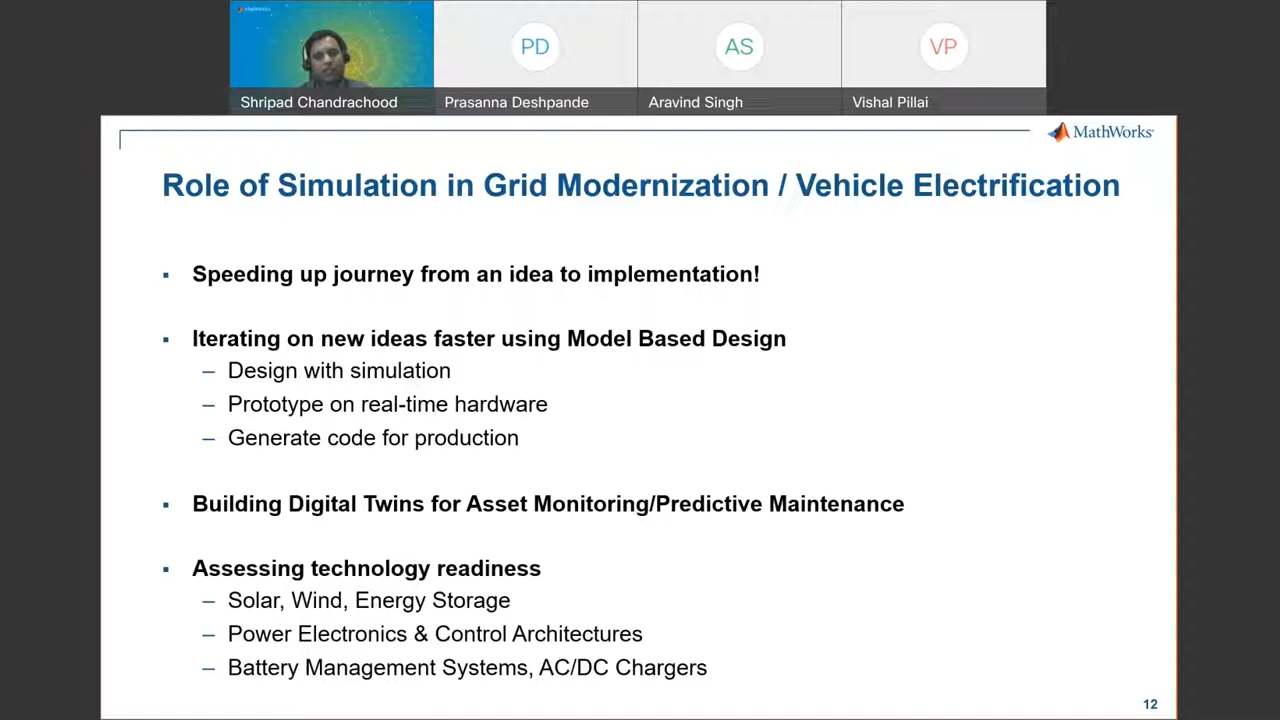 MathWorks
PD
AS
VP
Shripad Chandrachood
Prasanna Deshpande
Aravind Singh
Vishal Pillai
MathWorks
Role of Simulation in Grid Modernization / Vehicle Electrification
▪ Speeding up journey from an idea to implementation!
▪ Iterating on new ideas faster using Model Based Design
– Design with simulation
– Prototype on real-time hardware
– Generate code for production
▪ Building Digital Twins for Asset Monitoring/Predictive Maintenance
▪ Assessing technology readiness
– Solar, Wind, Energy Storage
– Power Electronics & Control Architectures
– Battery Management Systems, AC/DC Chargers
12